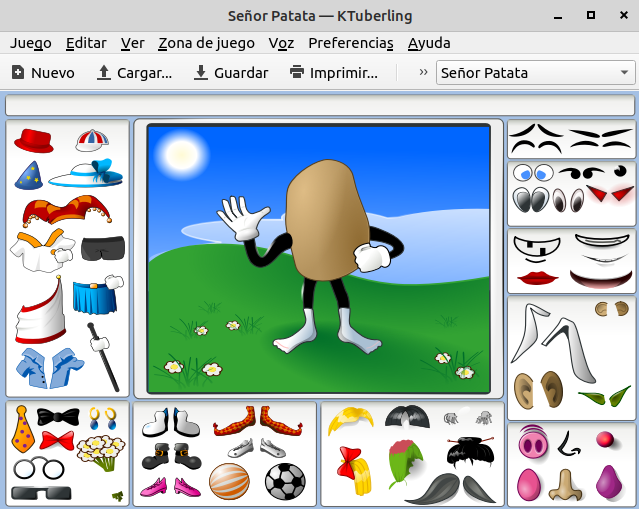 Señor Patata — KTuberling
Juego Editar Ver Zona de juego Voz Preferencias Ayuda
Nuevo Cargar... Guardar Imprimir... » Señor Patata